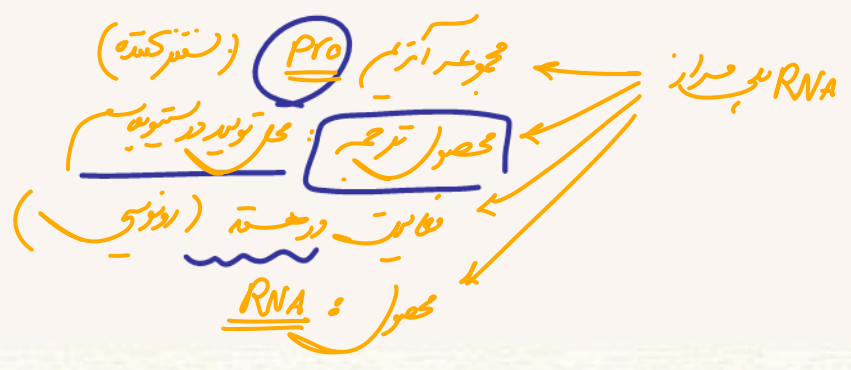 RNA پلی مراز
مجموعه آنزیم Pro (سنتز کننده)
محصول ترجمه : محل تولید در سیتوپلاسم
فعالیت در هسته (رونویسی)
محصول : RNA